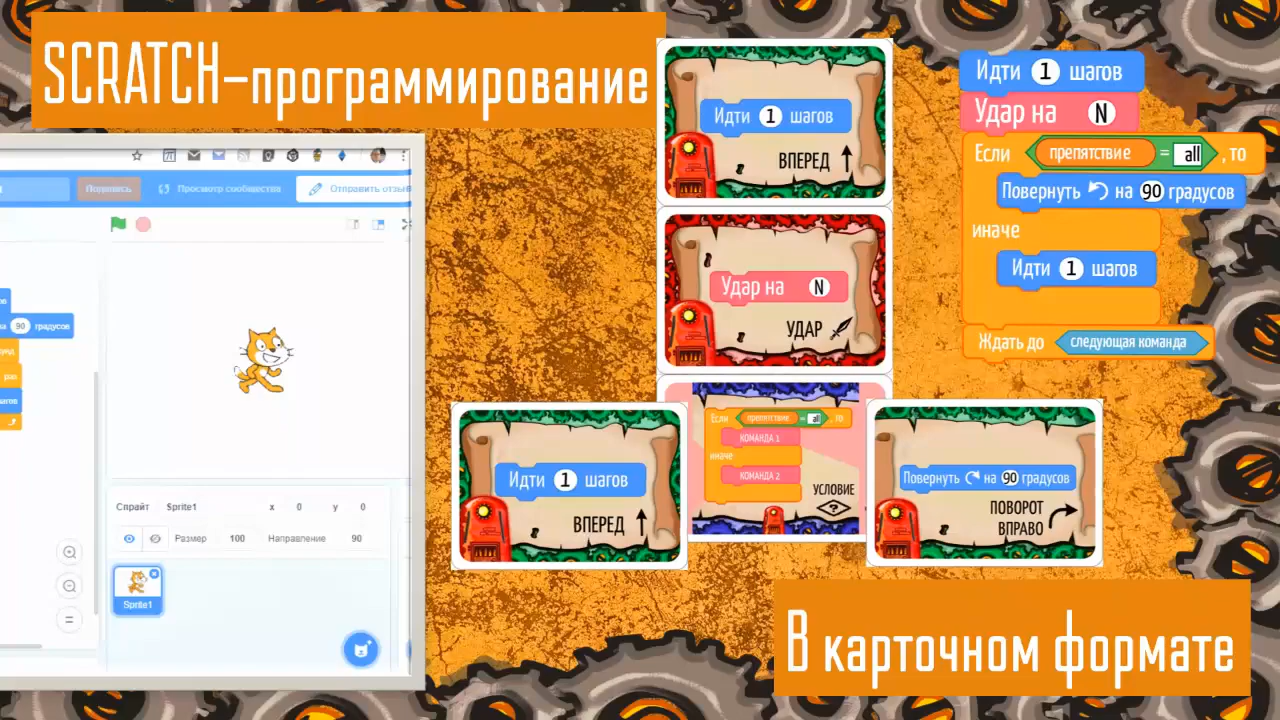 SCRATCH–программирование
Просмотр сообщества
Отправить отзыв
90 градусов
Спрайт Sprite1 x 0 y 0
Размер 100 Направление 90
Sprite1
Идти 1 шагов
ВПЕРЕД
Удар на N
УДАР
Если препятствие = all , то
КОМАНДА 1
иначе
КОМАНДА 2
УСЛОВИЕ
?
Идти 1 шагов
ВПЕРЕД
Повернуть на 90 градусов
ПОВОРОТ
ВПРАВО
Идти 1 шагов
Удар на N
Если препятствие = all , то
Повернуть на 90 градусов
иначе
Идти 1 шагов
Ждать до следующая команда
В карточном формате